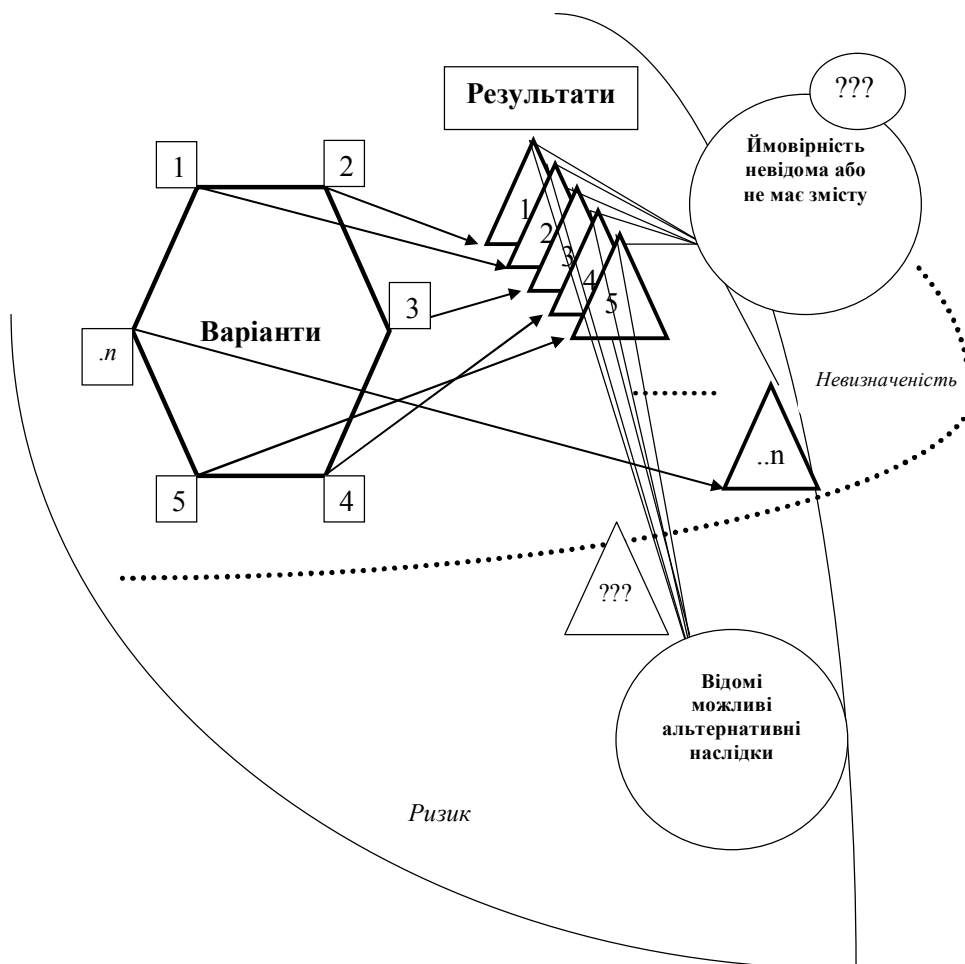 Результати
???
Ймовірність
невідома або
не має змісту
1
2
1
2
3
4
5
3
Варіанти
.n
Невизначеність
..n
5
4
???
Відомі
можливі
альтернативні
наслідки
Ризик